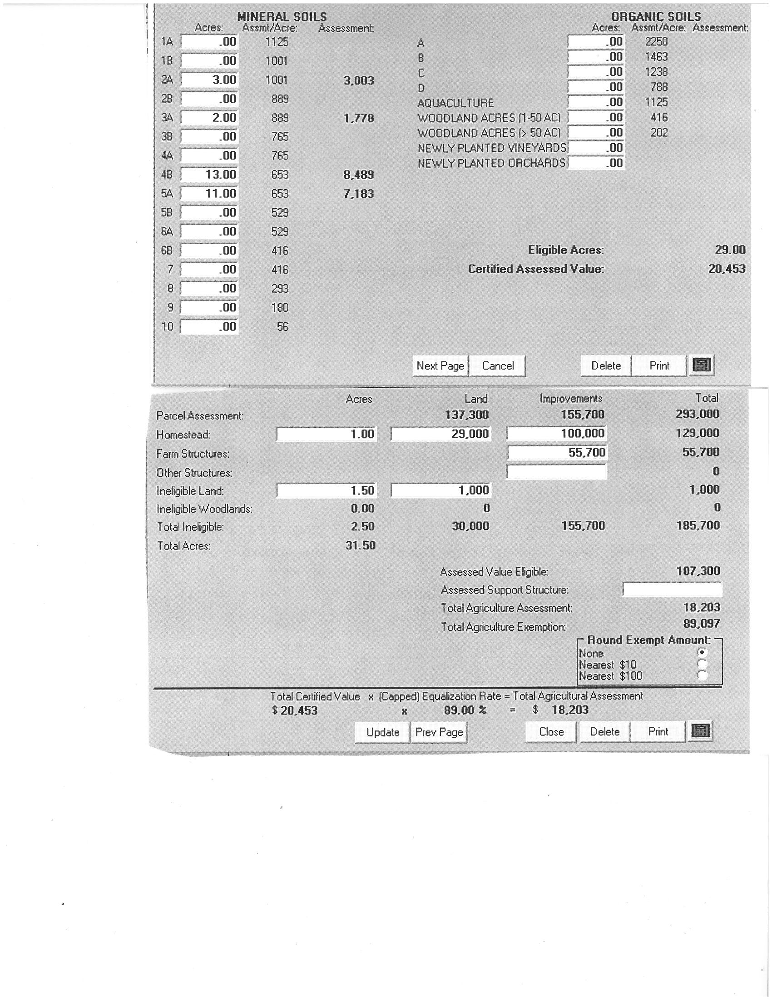 MINERAL SOILS ORGANIC SOILS
Acres: Assmt/Acre: Assessment: Acres: Assmt/Acre: Assessment:
1A .00 1125 A .00 2250
1B .00 1001 B .00 1463
C .00 1238
2A 3.00 1001 3,003
D .00 788
2B .00 889 AQUACULTURE .00 1125
3A 2.00 889 1,778 WOODLAND ACRES (1-50 AC) .00 416
3B .00 765 WOODLAND ACRES (> 50 AC) .00 202
NEWLY PLANTED VINEYARDS .00
4A .00 765
NEWLY PLANTED ORCHARDS .00
4B 13.00 653 8,489
5A 11.00 653 7,183
5B .00 529
6A .00 529
6B .00 416 Eligible Acres: 29.00
7 .00 416 Certified Assessed Value: 20,453
8 .00 293
9 .00 180
10 .00 56
Next Page Cancel Delete Print
Acres Land Improvements Total
Parcel Assessment: 137,300 155,700 293,000
Homestead: 1.00 29,000 100,000 129,000
Farm Structures: 55,700 55,700
Other Structures: 0
Ineligible Land: 1.50 1,000 1,000
Ineligible Woodlands: 0.00 0 0
Total Ineligible: 2.50 30,000 155,700 185,700
Total Acres: 31.50
Assessed Value Eligible: 107,300
Assessed Support Structure:
Total Agriculture Assessment: 18,203
Total Agriculture Exemption: 89,097
Round Exempt Amount:
None
Nearest $10
Nearest $100
Total Certified Value x (Capped) Equalization Rate = Total Agricultural Assessment
$ 20,453 x 89.00 % = $ 18,203
Update Prev Page Close Delete Print